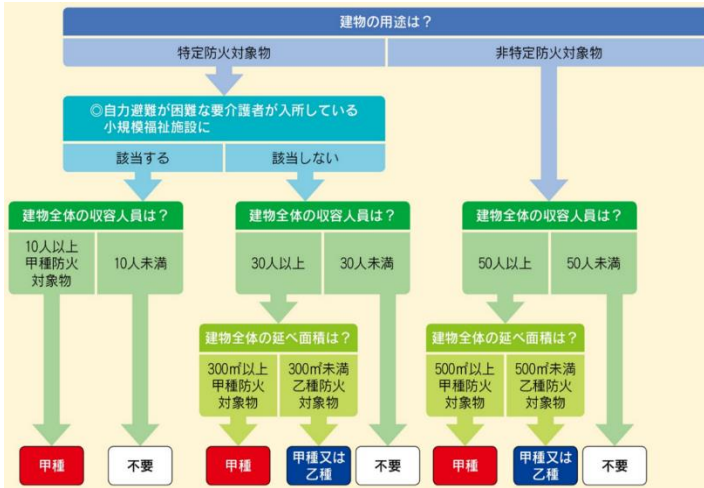 建物の用途は？
特定防火対象物
非特定防火対象物
◎自力避難が困難な要介護者が入所している
小規模福祉施設に
該当する
該当しない
建物全体の収容人員は？
10人以上
甲種防火
対象物
10人未満
建物全体の収容人員は？
30人以上
30人未満
建物全体の収容人員は？
50人以上
50人未満
建物全体の延べ面積は？
300㎡以上
甲種防火
対象物
300㎡未満
乙種防火
対象物
建物全体の延べ面積は？
500㎡以上
甲種防火
対象物
500㎡未満
乙種防火
対象物
甲種
不要
甲種
甲種又は
乙種
不要
甲種
甲種又は
乙種
不要